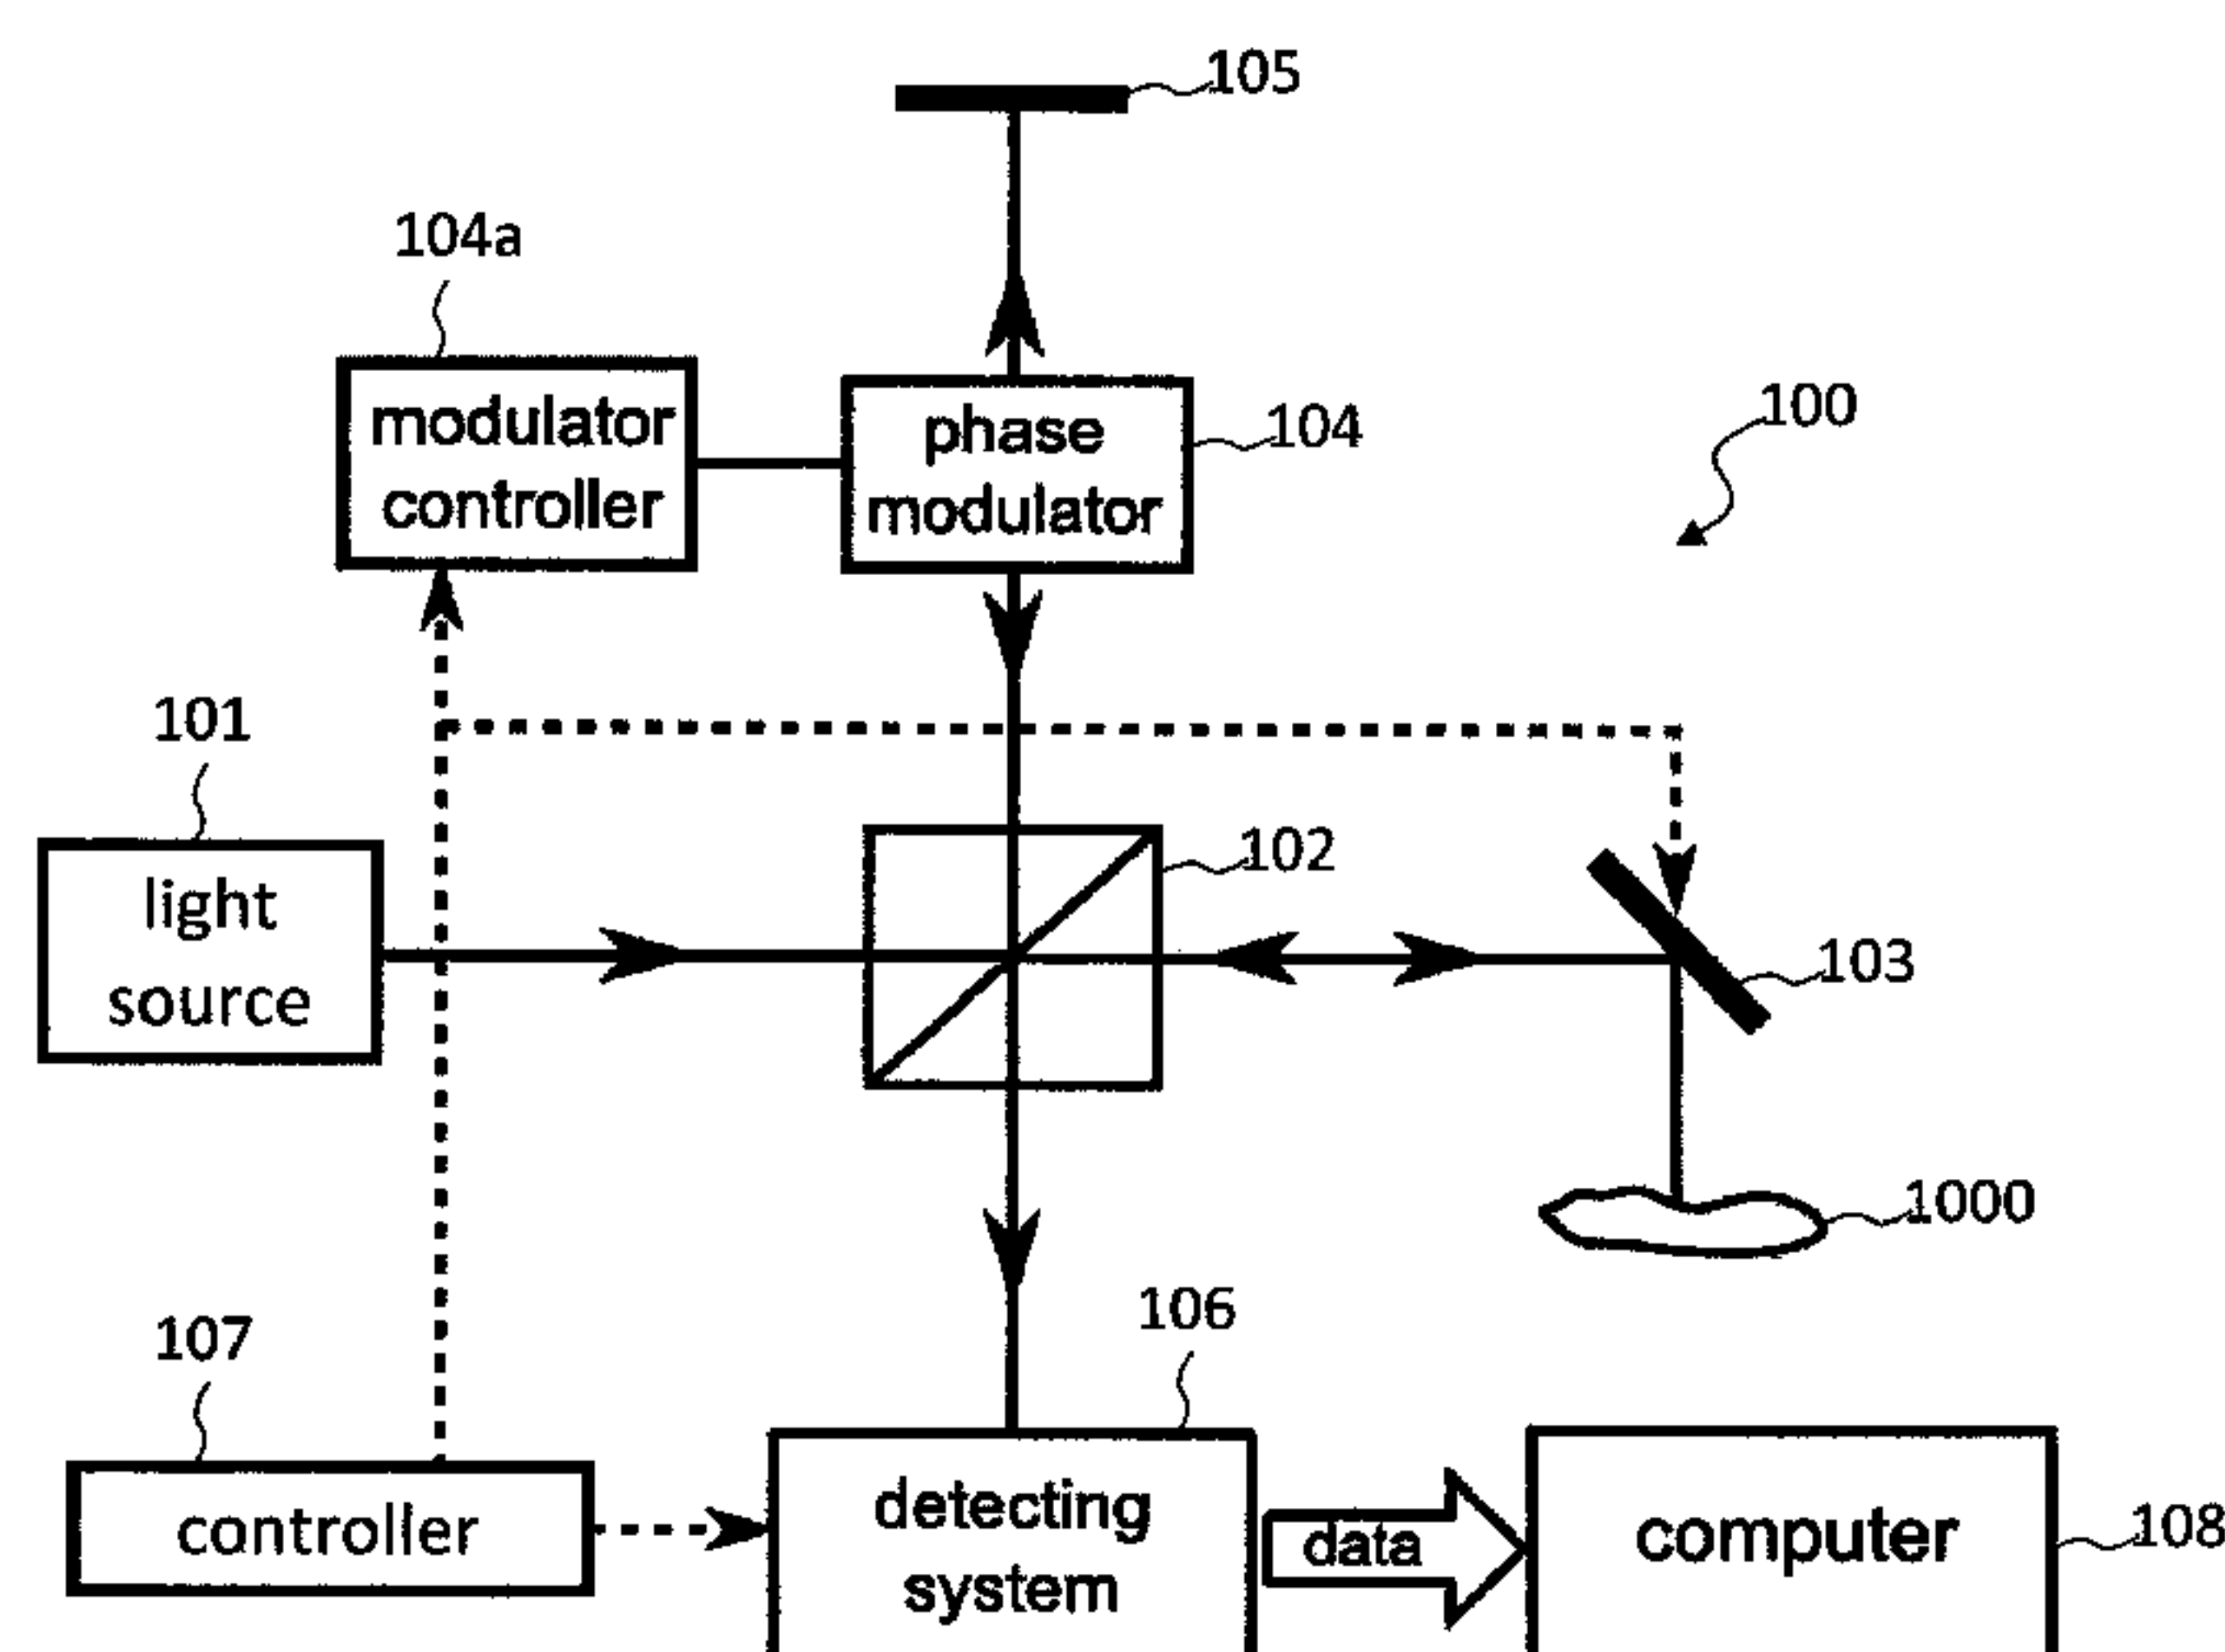 105
104a
modulator
controller
phase
modulator
104
100
101
light
source
102
103
1000
106
107
controller
detecting
system
data
computer
108